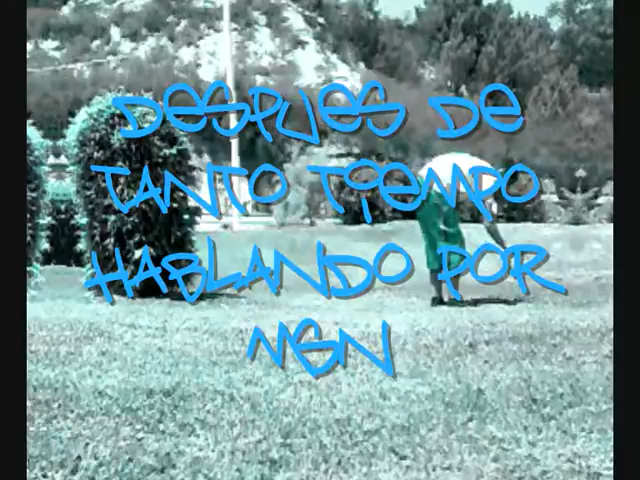 DESPUES DE
TANTO TIEMPO
HABLANDO POR
MSN